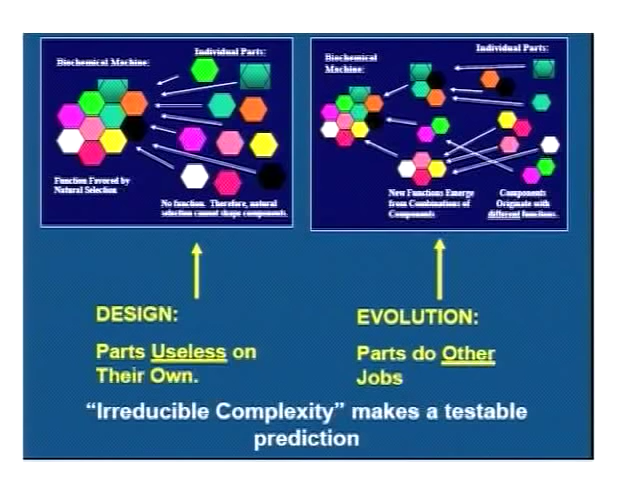 Individual Parts:
Biochemical Machine:
Function Favored by
Natural Selection
No function. Therefore, natural
selection cannot shape components.
Individual Parts:
Biochemical
Machine:
New Functions Emerge
from Combinations of
Components
Components
Originate with
different functions.
DESIGN:
Parts Useless on
Their Own.
EVOLUTION:
Parts do Other
Jobs
“Irreducible Complexity” makes a testable
prediction